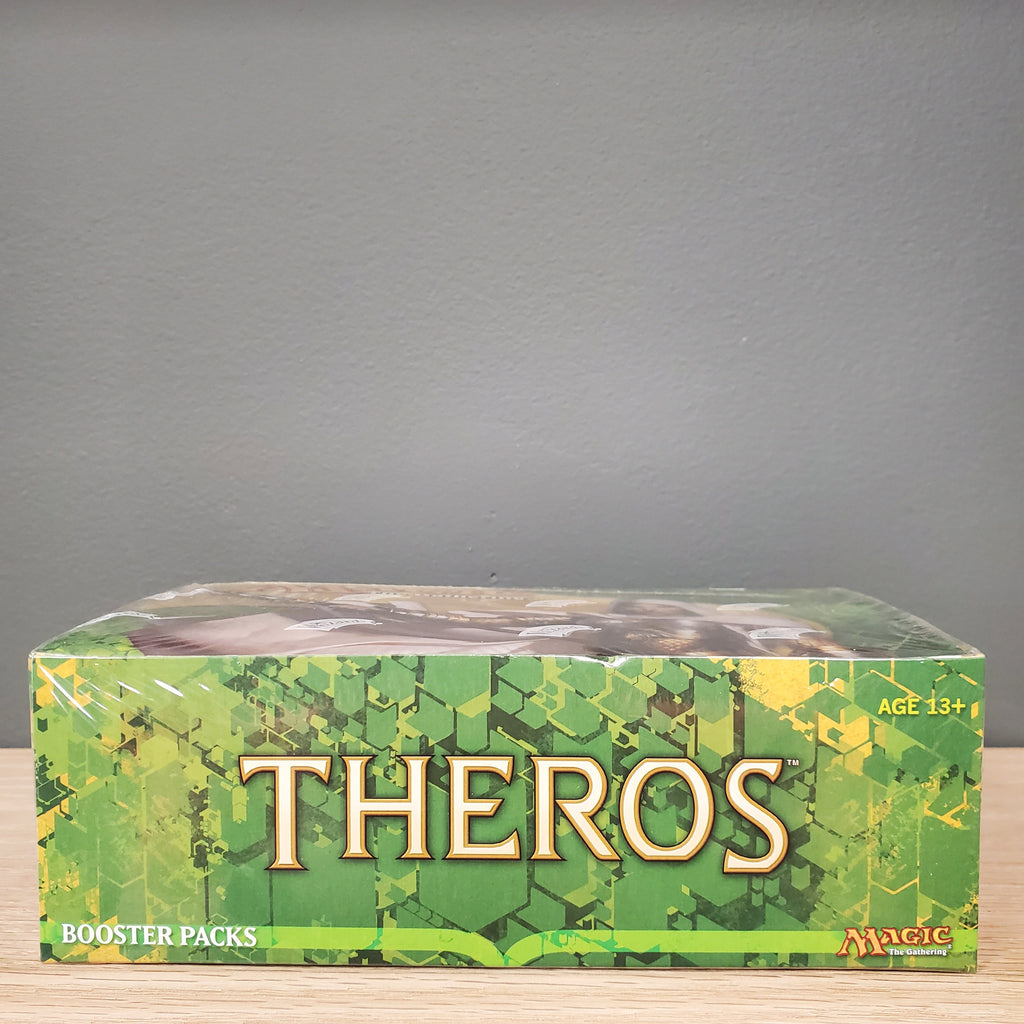 AGE 13+
THEROS™
BOOSTER PACKS
MAGIC
The Gathering®